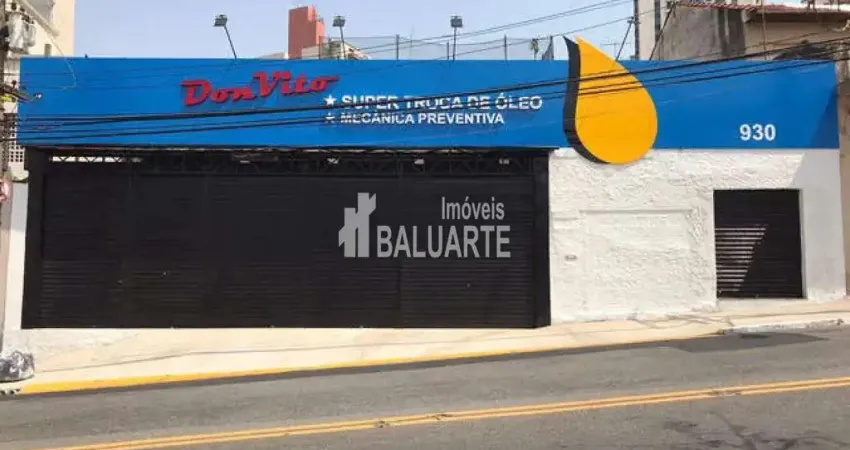 DonVito
★ SUPER TROCA DE ÓLEO
★ MECÂNICA PREVENTIVA
930
Imóveis
BALUARTE